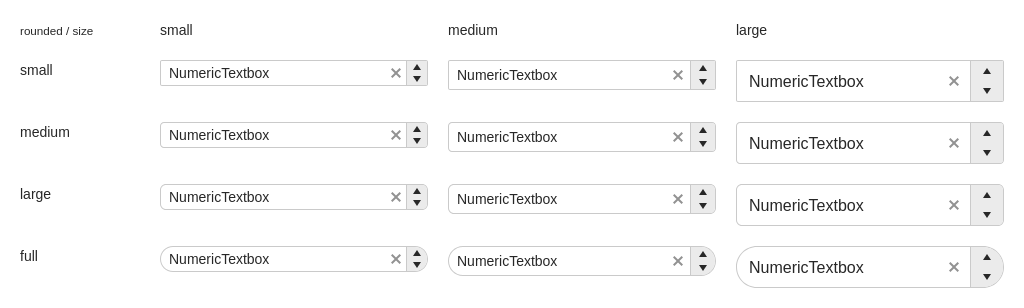 rounded / size small medium large
small NumericTextbox NumericTextbox NumericTextbox
medium NumericTextbox NumericTextbox NumericTextbox
large NumericTextbox NumericTextbox NumericTextbox
full NumericTextbox NumericTextbox NumericTextbox